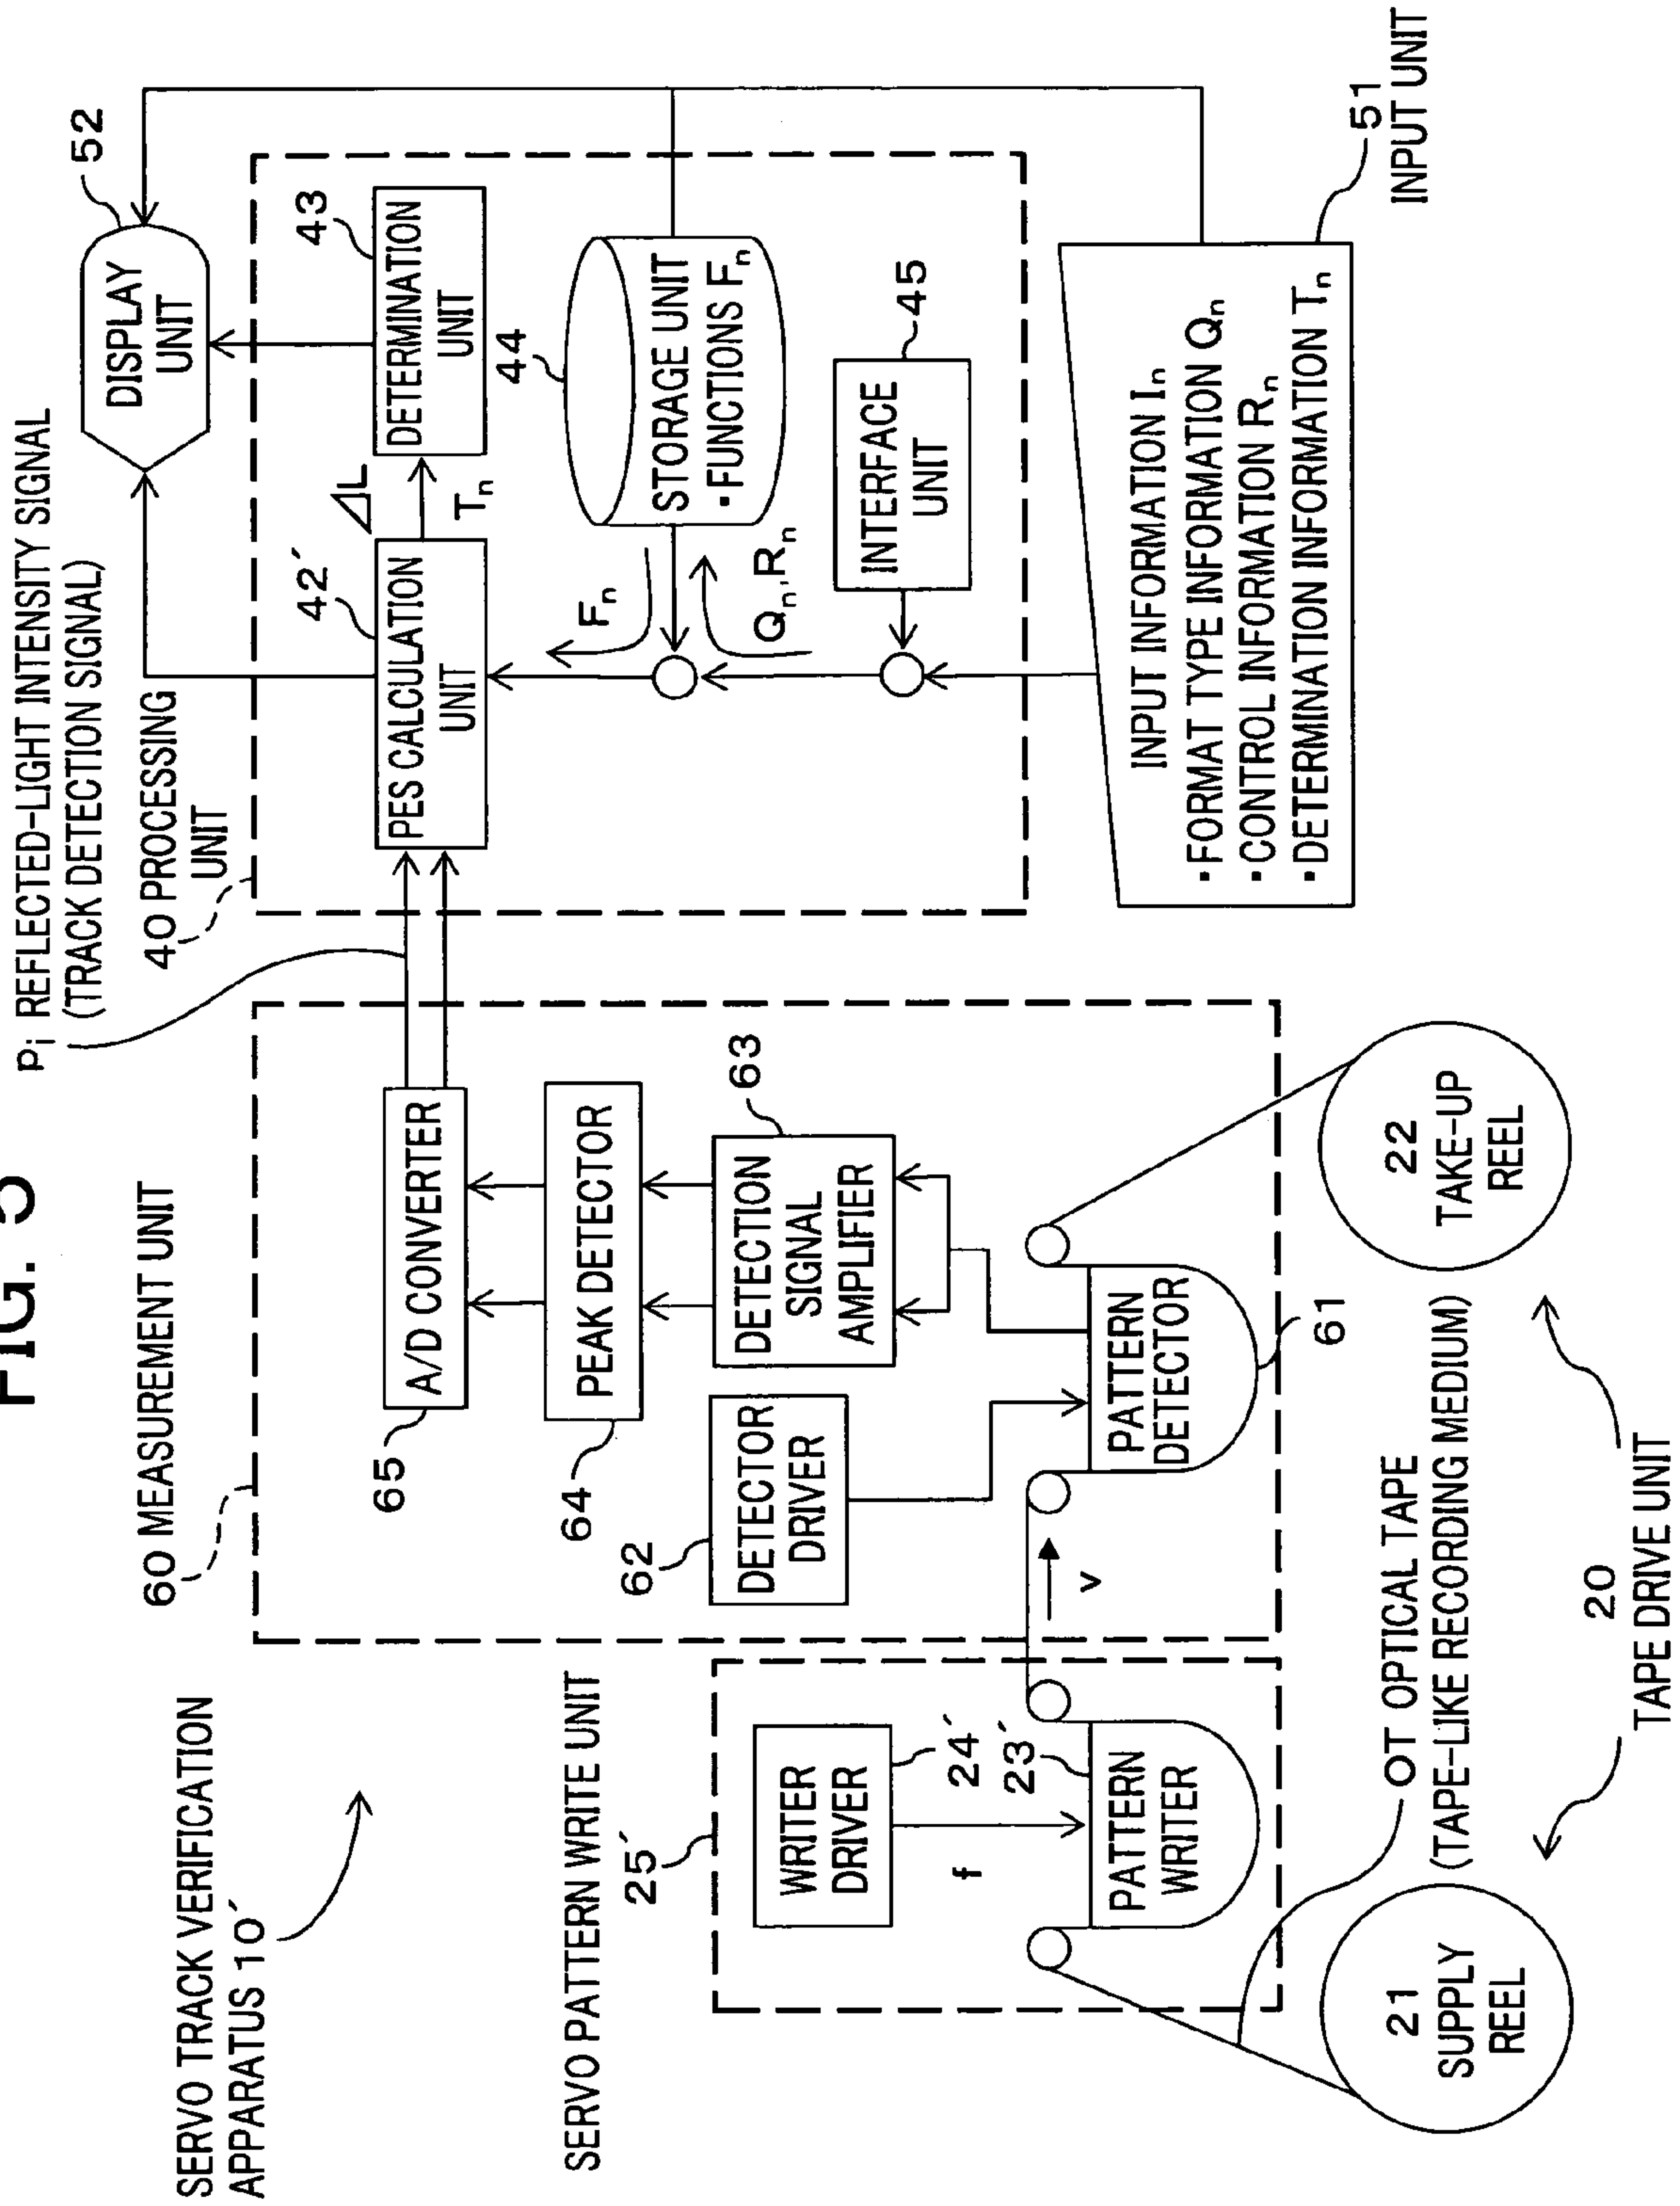 FIG. 5
SERVO TRACK VERIFICATION
APPARATUS 10´
60 MEASUREMENT UNIT
Pi REFLECTED-LIGHT INTENSITY SIGNAL
(TRACK DETECTION SIGNAL)
40 PROCESSING
UNIT
52
DISPLAY
UNIT
65
A/D CONVERTER
42´
PES CALCULATION
UNIT
ΔL
Tn
43
DETERMINATION
UNIT
64
PEAK DETECTOR
Fn
44
STORAGE UNIT
·FUNCTIONS Fn
Qn, Rn
SERVO PATTERN WRITE UNIT
25´
62
DETECTOR
DRIVER
63
DETECTION
SIGNAL
AMPLIFIER
45
INTERFACE
UNIT
WRITER
DRIVER
24´
f
23´
PATTERN
WRITER
v
PATTERN
DETECTOR
61
INPUT INFORMATION In
·FORMAT TYPE INFORMATION Qn
·CONTROL INFORMATION Rn
·DETERMINATION INFORMATION Tn
51
INPUT UNIT
21
SUPPLY
REEL
OT OPTICAL TAPE
(TAPE-LIKE RECORDING MEDIUM)
22
TAKE-UP
REEL
20
TAPE DRIVE UNIT